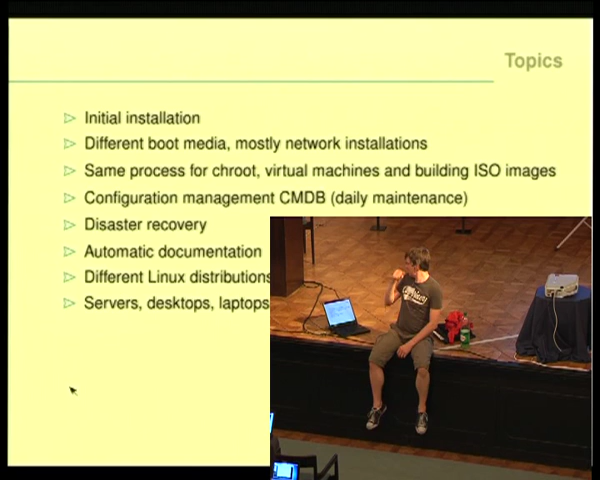 Topics
Initial installation
Different boot media, mostly network installations
Same process for chroot, virtual machines and building ISO images
Configuration management CMDB (daily maintenance)
Disaster recovery
Automatic documentation
Different Linux distributions
Servers, desktops, laptops